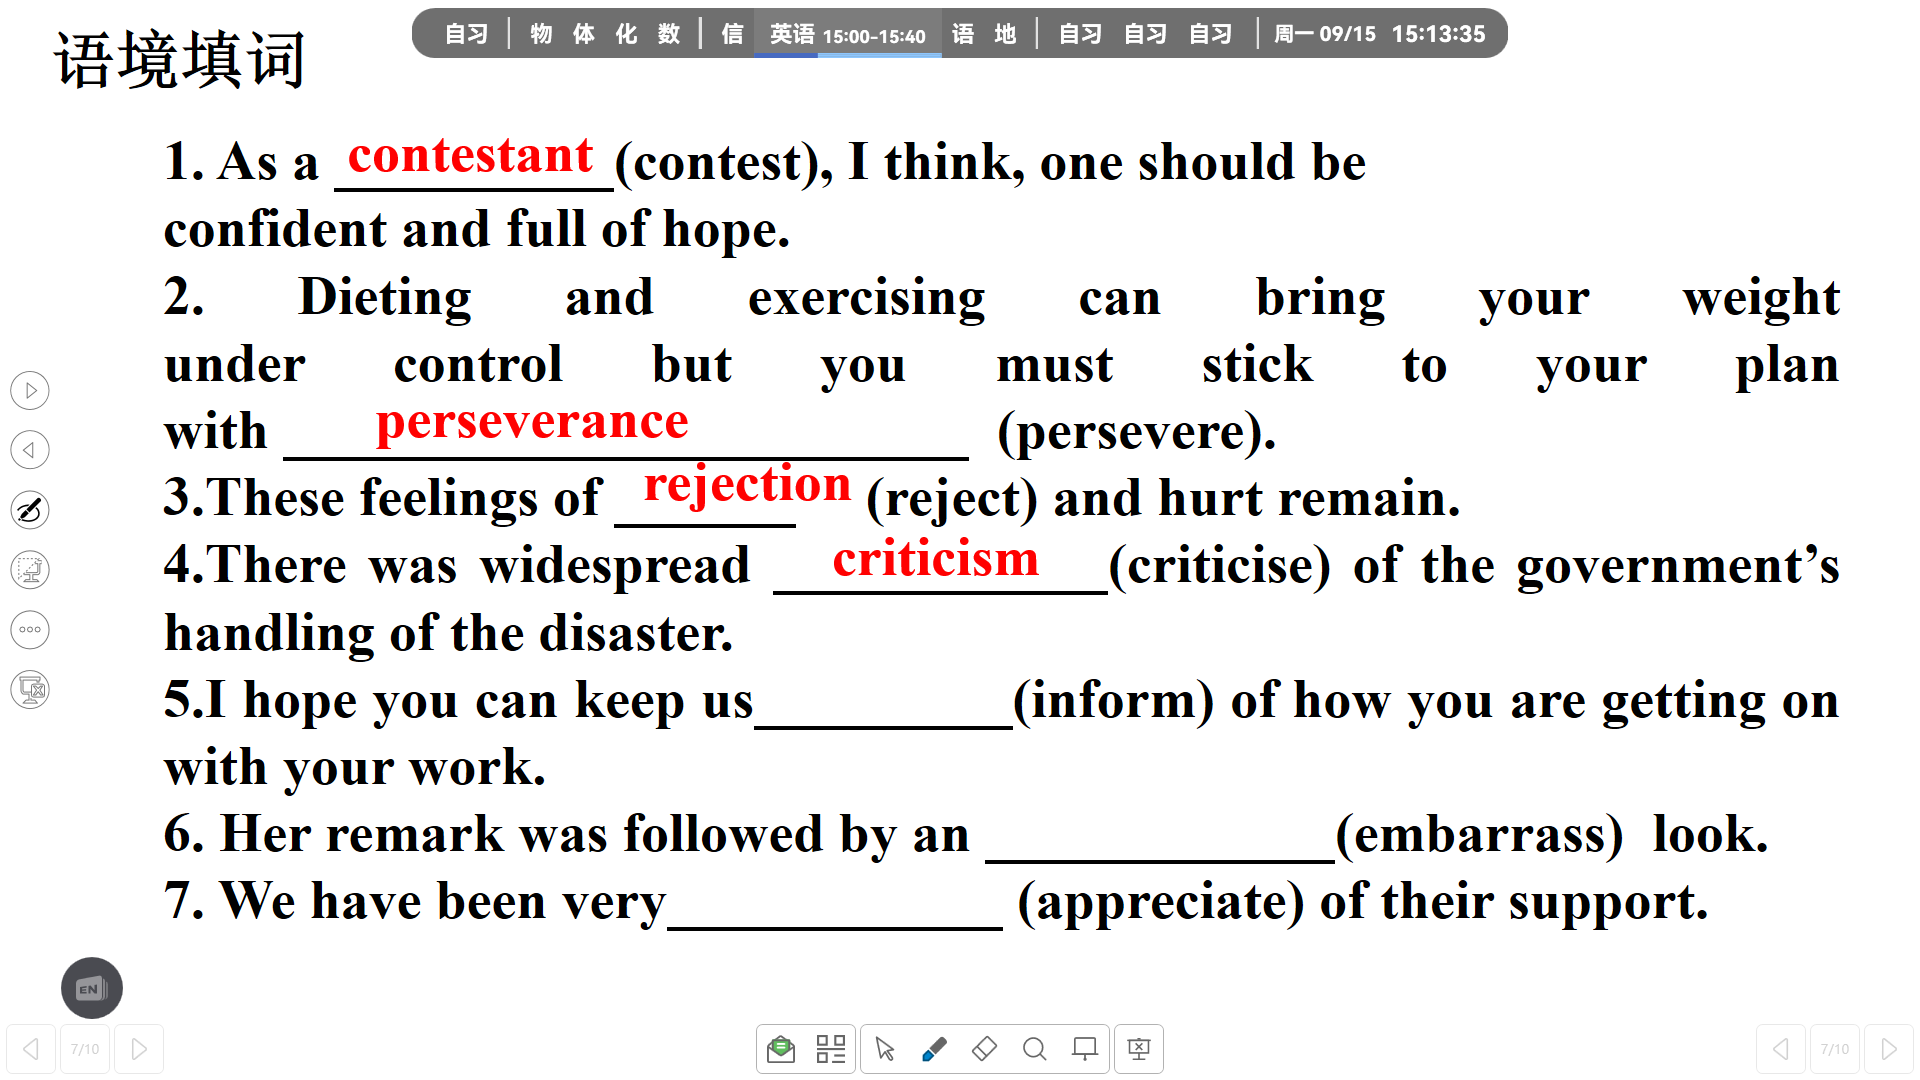 语境填词
自习 物 体 化 数 信 英语 15:00-15:40 语 地 自习 自习 自习 周一 09/15 15:13:35
1. As a contestant (contest), I think, one should be
confident and full of hope.
2. Dieting and exercising can bring your weight
under control but you must stick to your plan
with perseverance (persevere).
3.These feelings of rejection (reject) and hurt remain.
4.There was widespread criticism (criticise) of the government’s
handling of the disaster.
5.I hope you can keep us__________(inform) of how you are getting on
with your work.
6. Her remark was followed by an _____________(embarrass) look.
7. We have been very_____________ (appreciate) of their support.
EN
7/10
7/10